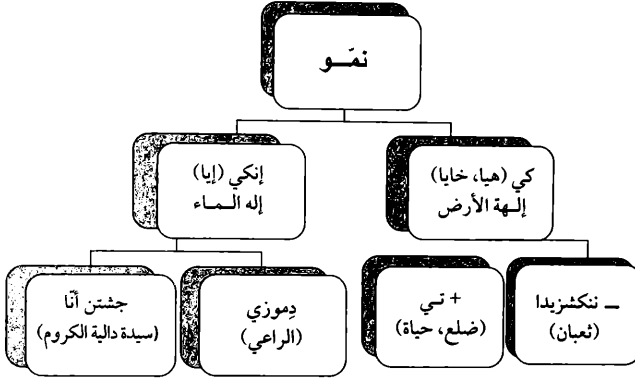 نمّـو
كي (هيا، خايا)
إلـهة الأرض
إنكي (إيا)
إله الـمـاء
ـ ننكشزيدا
(ثعبان)
+ تـي
(ضلع، حياة)
دِموزي
(الراعي)
جشتن أنّا
(سيدة دالية الكروم)